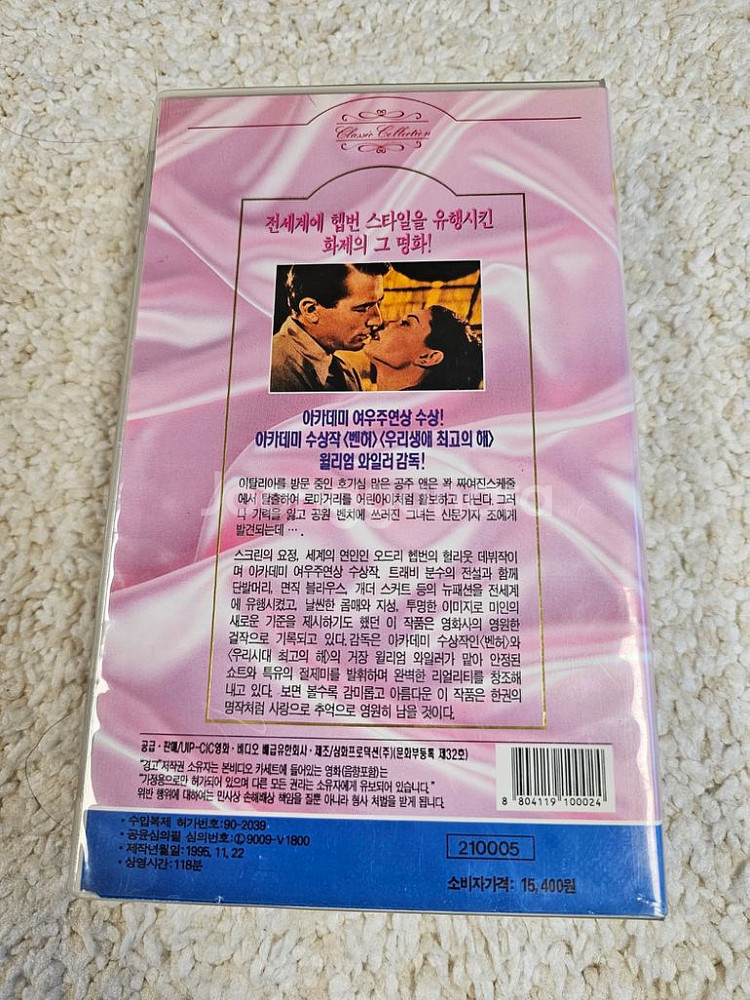 Classic Collection
전세계에 헵번 스타일을 유행시킨
화제의 그 명화!
아카데미 여우주연상 수상!
아카데미 수상작 〈벤허〉 〈우리생애 최고의 해〉
윌리엄 와일러 감독!
이탈리아를 방문 중인 호기심 많은 공주 앤은 꽉 짜여진스케줄
에서 탈출하여 로마거리를 어린아이처럼 활보하고 다닌다. 그러
나 기력을 잃고 공원 벤치에 쓰러진 그녀는 신문기자 조에게
발견되는데 ….
스크린의 요정, 세계의 연인인 오드리 헵번의 헐리웃 데뷔작이
며 아카데미 여우주연상 수상작. 트래비 분수의 전설과 함께
단발머리, 면직 블라우스, 개더 스커트 등의 뉴패션을 전세계
에 유행시켰고, 날씬한 몸매와 지성, 투명한 이미지로 미인의
새로운 기준을 제시하기도 했던 이 작품은 영화사의 영원한
걸작으로 기록되고 있다. 감독은 아카데미 수상작인〈벤허〉와
〈우리시대 최고의 해〉의 거장 윌리엄 와일러가 맡아 안정된
쇼트와 특유의 절제미를 발휘하며 완벽한 리얼리티를 창조해
내고 있다. 보면 볼수록 감미롭고 아름다운 이 작품은 한권의
명작처럼 사랑으로 추억으로 영원히 남을 것이다.
공급·판매/UIP-CIC영화·비디오 배급유한회사·제조/삼화프로덕션(주)(문화부등록 제32호)
"경고" 저작권 소유자는 본비디오 카세트에 들어있는 영화(음향포함)는
"가정용으로만 허가되어 있으며 다른 모든 권리는 소유자에게 유보되어 있습니다."
위반 행위에 대하여는 민사상 손해배상 책임을 질뿐 아니라 형사 처벌을 받게 됩니다.
8 804119 100024
• 수입복제 허가번호:90-2039
• 공윤심의필 심의번호:9009-V1800
• 제작년월일:1995. 11. 22
• 상영시간:118분
210005
소비자가격: 15,400원